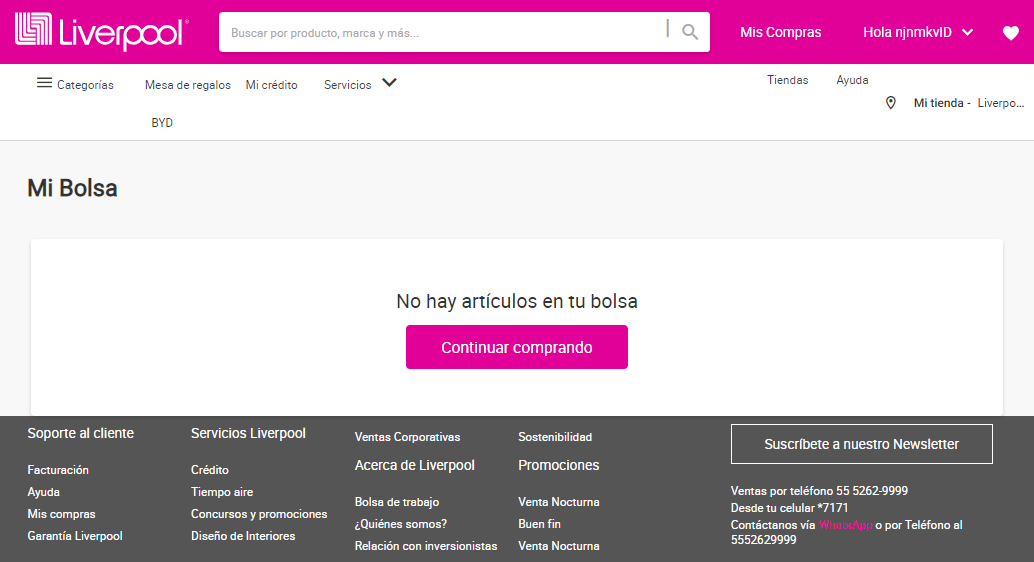 Liverpool
Buscar por producto, marca y más...
Mis Compras
Hola njnmkvlD
Categorías
Mesa de regalos
Mi crédito
Servicios
Tiendas
Ayuda
BYD
Mi tienda - Liverpo...
Mi Bolsa
No hay artículos en tu bolsa
Continuar comprando
Soporte al cliente
Facturación
Ayuda
Mis compras
Garantía Liverpool
Servicios Liverpool
Crédito
Tiempo aire
Concursos y promociones
Diseño de Interiores
Ventas Corporativas
Acerca de Liverpool
Bolsa de trabajo
¿Quiénes somos?
Relación con inversionistas
Sostenibilidad
Promociones
Venta Nocturna
Buen fin
Venta Nocturna
Suscríbete a nuestro Newsletter
Ventas por teléfono 55 5262-9999
Desde tu celular *7171
Contáctanos vía WhatsApp o por Teléfono al
5552629999